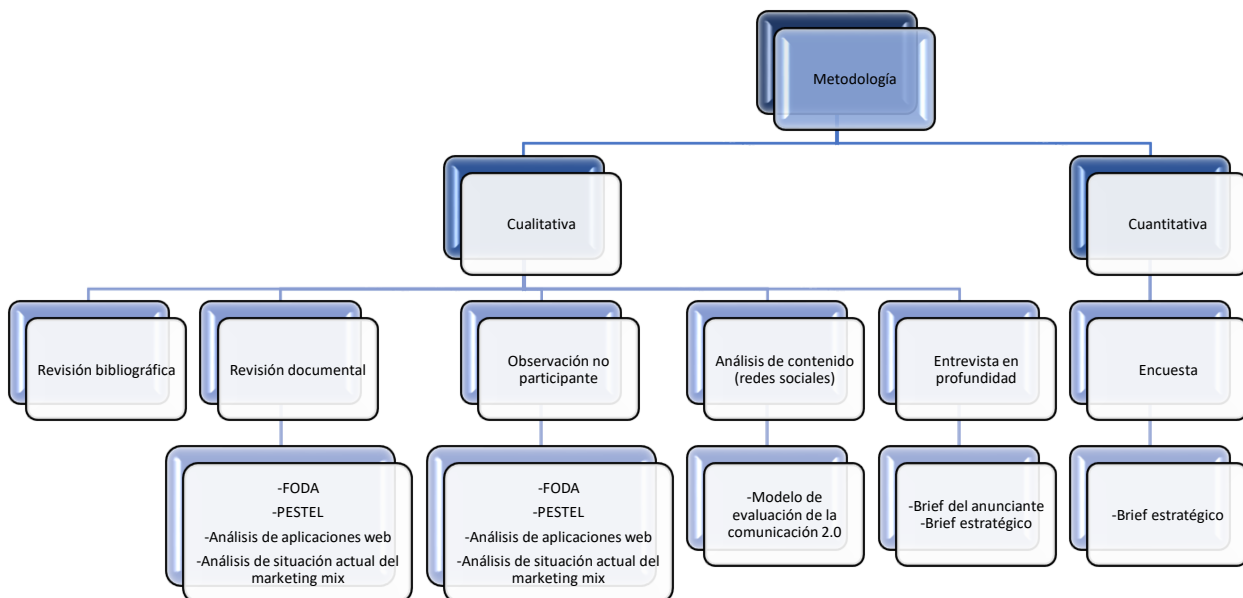 Metodología
Cualitativa
Cuantitativa
Revisión bibliográfica
Revisión documental
Observación no
participante
Análisis de contenido
(redes sociales)
Entrevista en
profundidad
Encuesta
-FODA
-PESTEL
-Análisis de aplicaciones web
-Análisis de situación actual del
marketing mix
-FODA
-PESTEL
-Análisis de aplicaciones web
-Análisis de situación actual del
marketing mix
-Modelo de
evaluación de la
comunicación 2.0
-Brief del anunciante
-Brief estratégico
-Brief estratégico